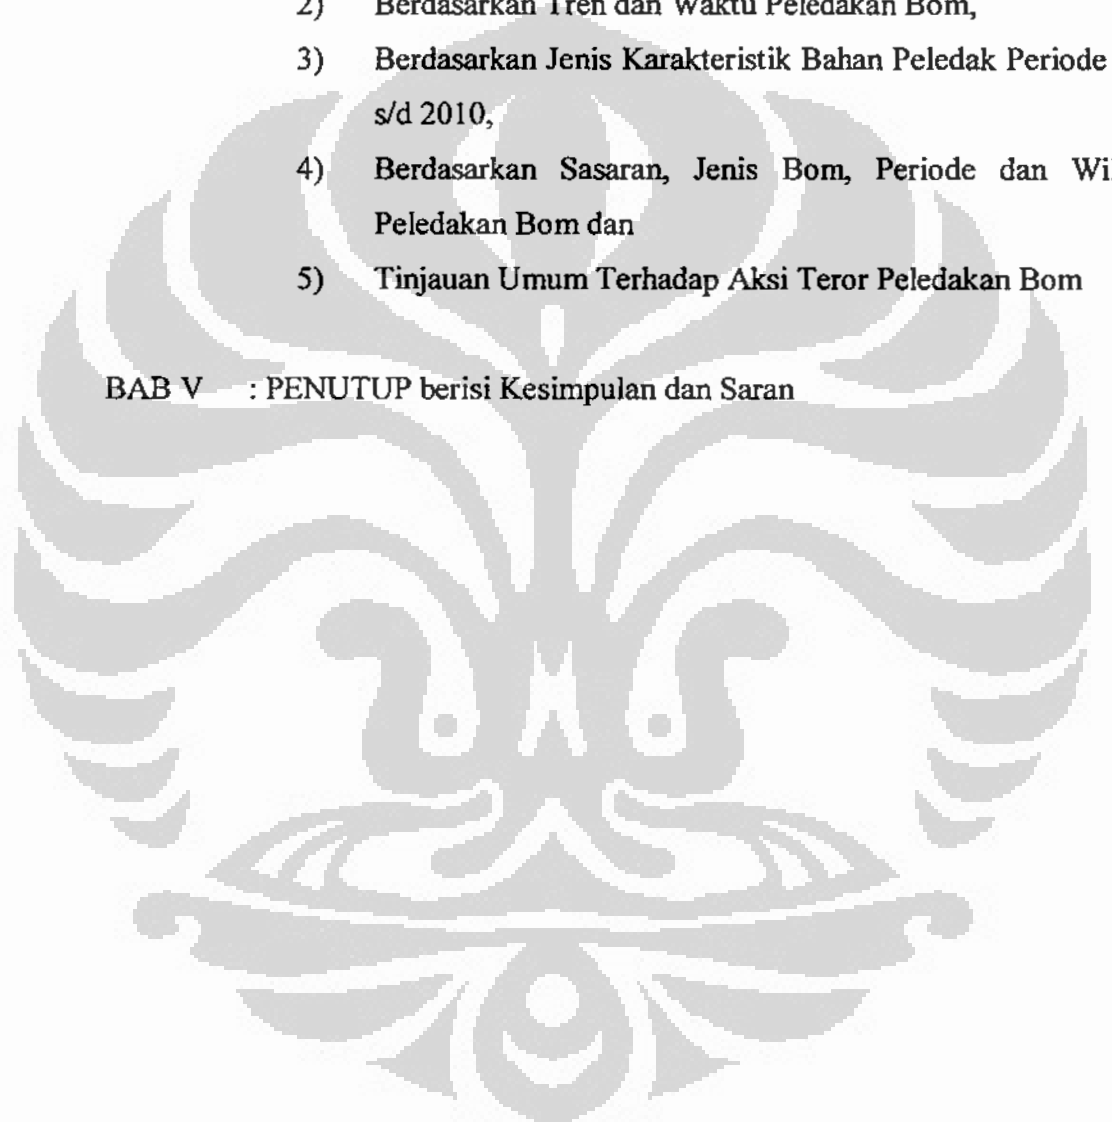 2) Berdasarkan Tren dan Waktu Peledakan Bom,
3) Berdasarkan Jenis Karakteristik Bahan Peledak Periode
s/d 2010,
4) Berdasarkan Sasaran, Jenis Bom, Periode dan
Peledakan Bom dan
5) Tinjauan Umum Terhadap Aksi Teror Peledakan Bom
BAB V : PENUTUP berisi Kesimpulan dan Saran